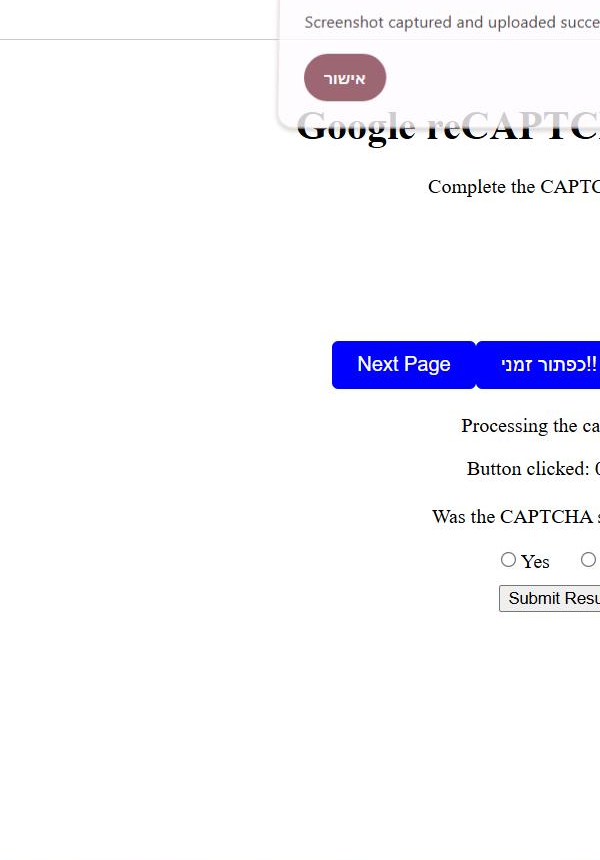 Screenshot captured and uploaded succe
אישור
Google reCAPTC
Complete the CAPTC
Next Page
כפתור זמני!!
Processing the ca
Button clicked: 0
Was the CAPTCHA s
Yes
Submit Resu